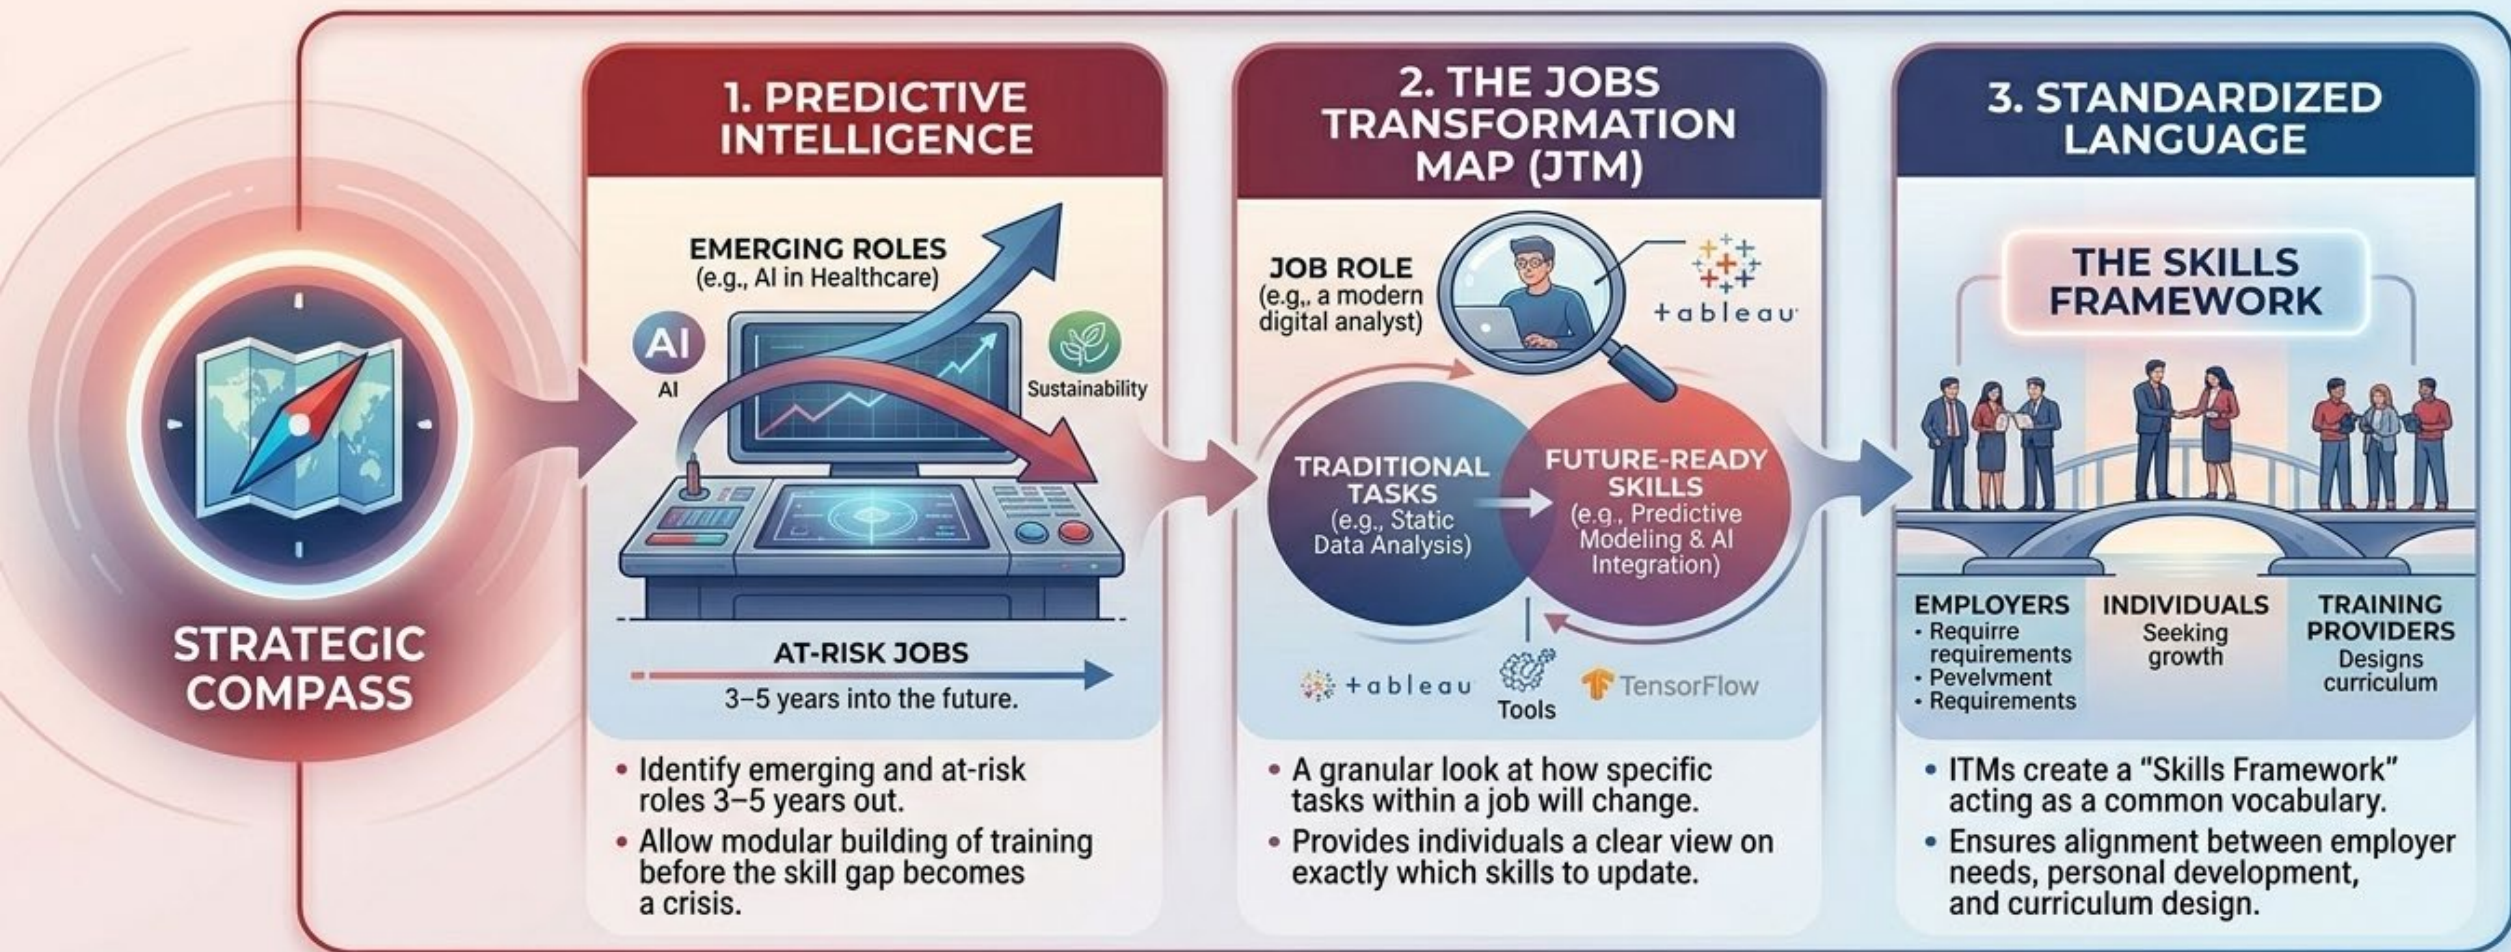 STRATEGIC
COMPASS
1. PREDICTIVE
INTELLIGENCE
EMERGING ROLES
(e.g., AI in Healthcare)
AI
AI
Sustainability
AT-RISK JOBS
3–5 years into the future.
• Identify emerging and at-risk
roles 3–5 years out.
• Allow modular building of training
before the skill gap becomes
a crisis.
2. THE JOBS
TRANSFORMATION
MAP (JTM)
JOB ROLE
(e.g,. a modern
digital analyst)
+ableau
TRADITIONAL
TASKS
(e.g., Static
Data Analysis)
FUTURE-READY
SKILLS
(e.g., Predictive
Modeling & AI
Integration)
+ableau
Tools
TensorFlow
• A granular look at how specific
tasks within a job will change.
• Provides individuals a clear view on
exactly which skills to update.
3. STANDARDIZED
LANGUAGE
THE SKILLS
FRAMEWORK
EMPLOYERS
• Requirre
requirements
• Pevelvment
• Requirements
INDIVIDUALS
Seeking
growth
TRAINING
PROVIDERS
Designs
curriculum
• ITMs create a “Skills Framework”
acting as a common vocabulary.
• Ensures alignment between employer
needs, personal development,
and curriculum design.